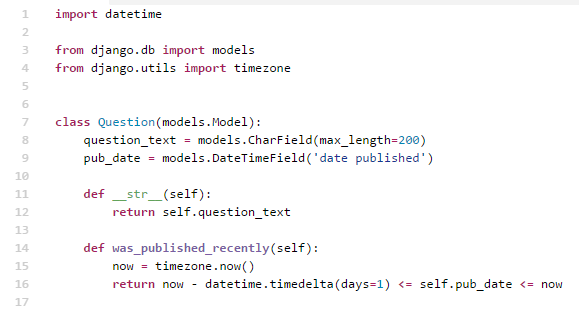 1 import datetime
2
3 from django.db import models
4 from django.utils import timezone
5
6
7 class Question(models.Model):
8     question_text = models.CharField(max_length=200)
9     pub_date = models.DateTimeField('date published')
10
11     def __str__(self):
12         return self.question_text
13
14     def was_published_recently(self):
15         now = timezone.now()
16         return now - datetime.timedelta(days=1) <= self.pub_date <= now
17